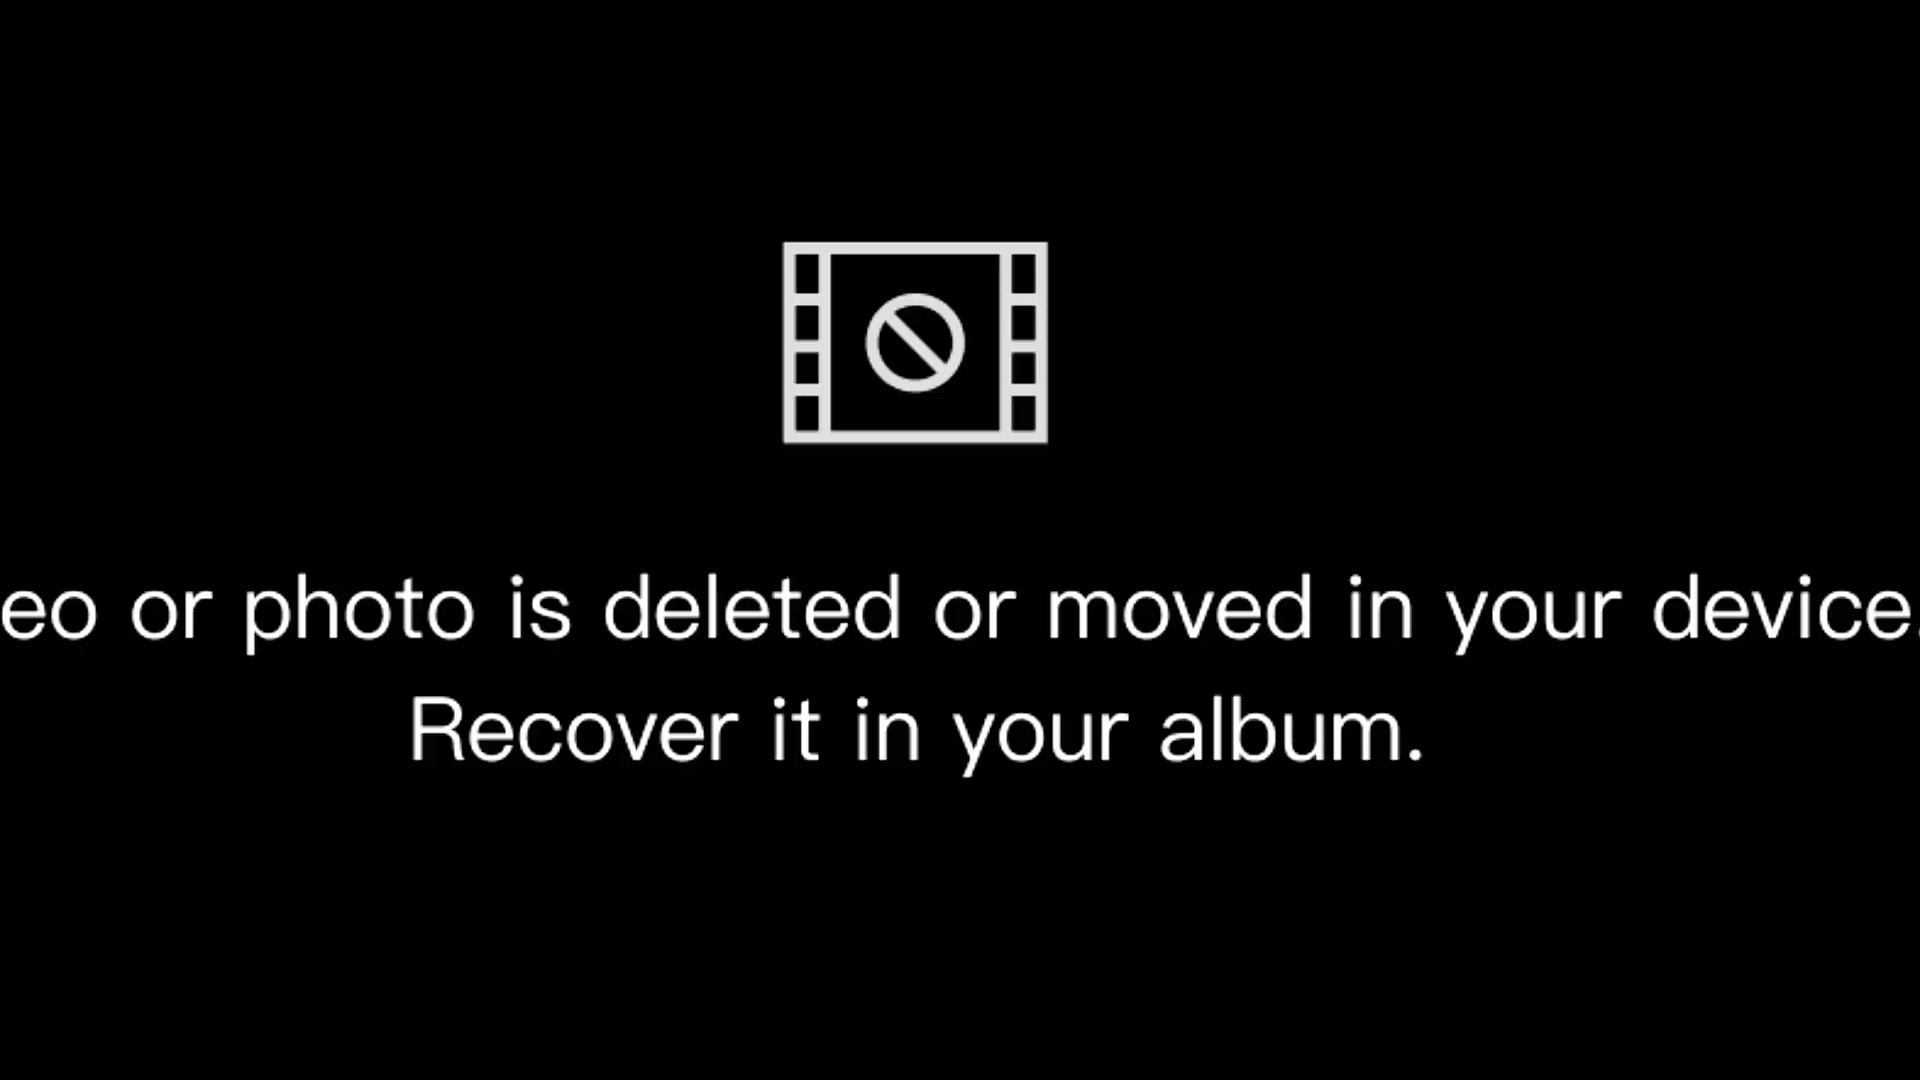 eo or photo is deleted or moved in your device.
Recover it in your album.